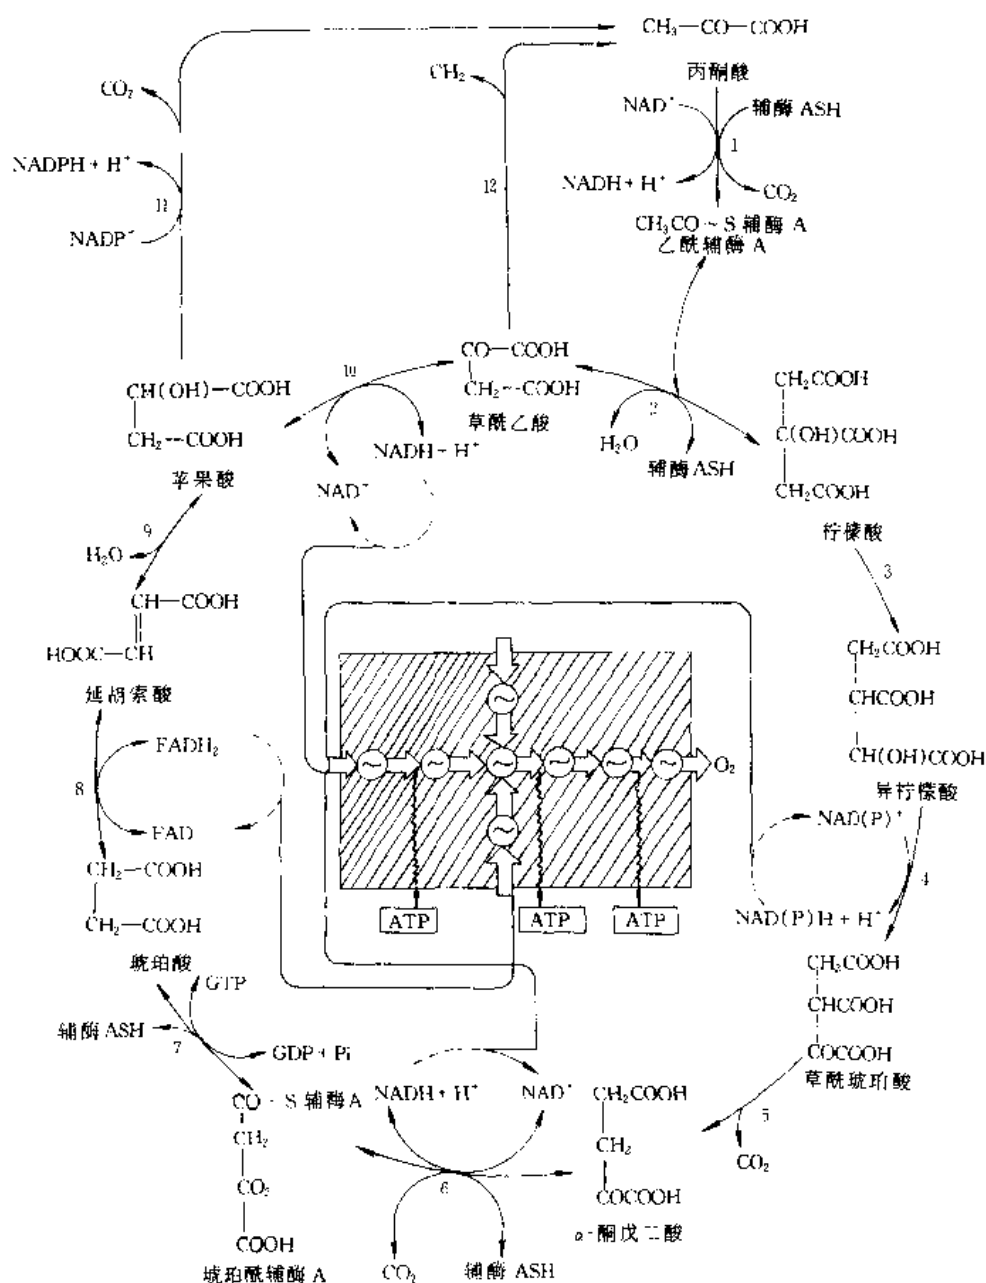 CH₃—CO—COOH
丙酮酸
CO₂
CH₂
NAD⁺
辅酶 ASH
1
NADPH + H⁺
NADH + H⁺
CO₂
11
12
NADP⁻
CH₃CO ~ S 辅酶 A
乙酰辅酶 A
CO—COOH
CH₂--COOH
草酰乙酸
10
CH(OH)—COOH
CH₂--COOH
苹果酸
NADH + H⁺
NAD⁺
2
H₂O
辅酶 ASH
CH₂COOH
C(OH)COOH
CH₂COOH
柠檬酸
9
H₂O
3
CH—COOH
HOOC—CH
延胡索酸
CH₂COOH
CHCOOH
CH(OH)COOH
异柠檬酸
FADH₂
8
FAD
~
~ ~ ~ ~ ~ ~ O₂
~
ATP ATP ATP
NAD(P)⁺
4
NAD(P)H + H⁺
CH₂—COOH
CH₂—COOH
琥珀酸
CH₂COOH
CHCOOH
COCOOH
草酰琥珀酸
GTP
辅酶 ASH
7
GDP + Pi
5
CO₂
CO ~ S 辅酶 A
CH₂
CO₂
COOH
琥珀酰辅酶 A
NADH + H⁺
NAD⁺
6
CO₂
辅酶 ASH
CH₂COOH
CH₂
COCOOH
α-酮戊二酸